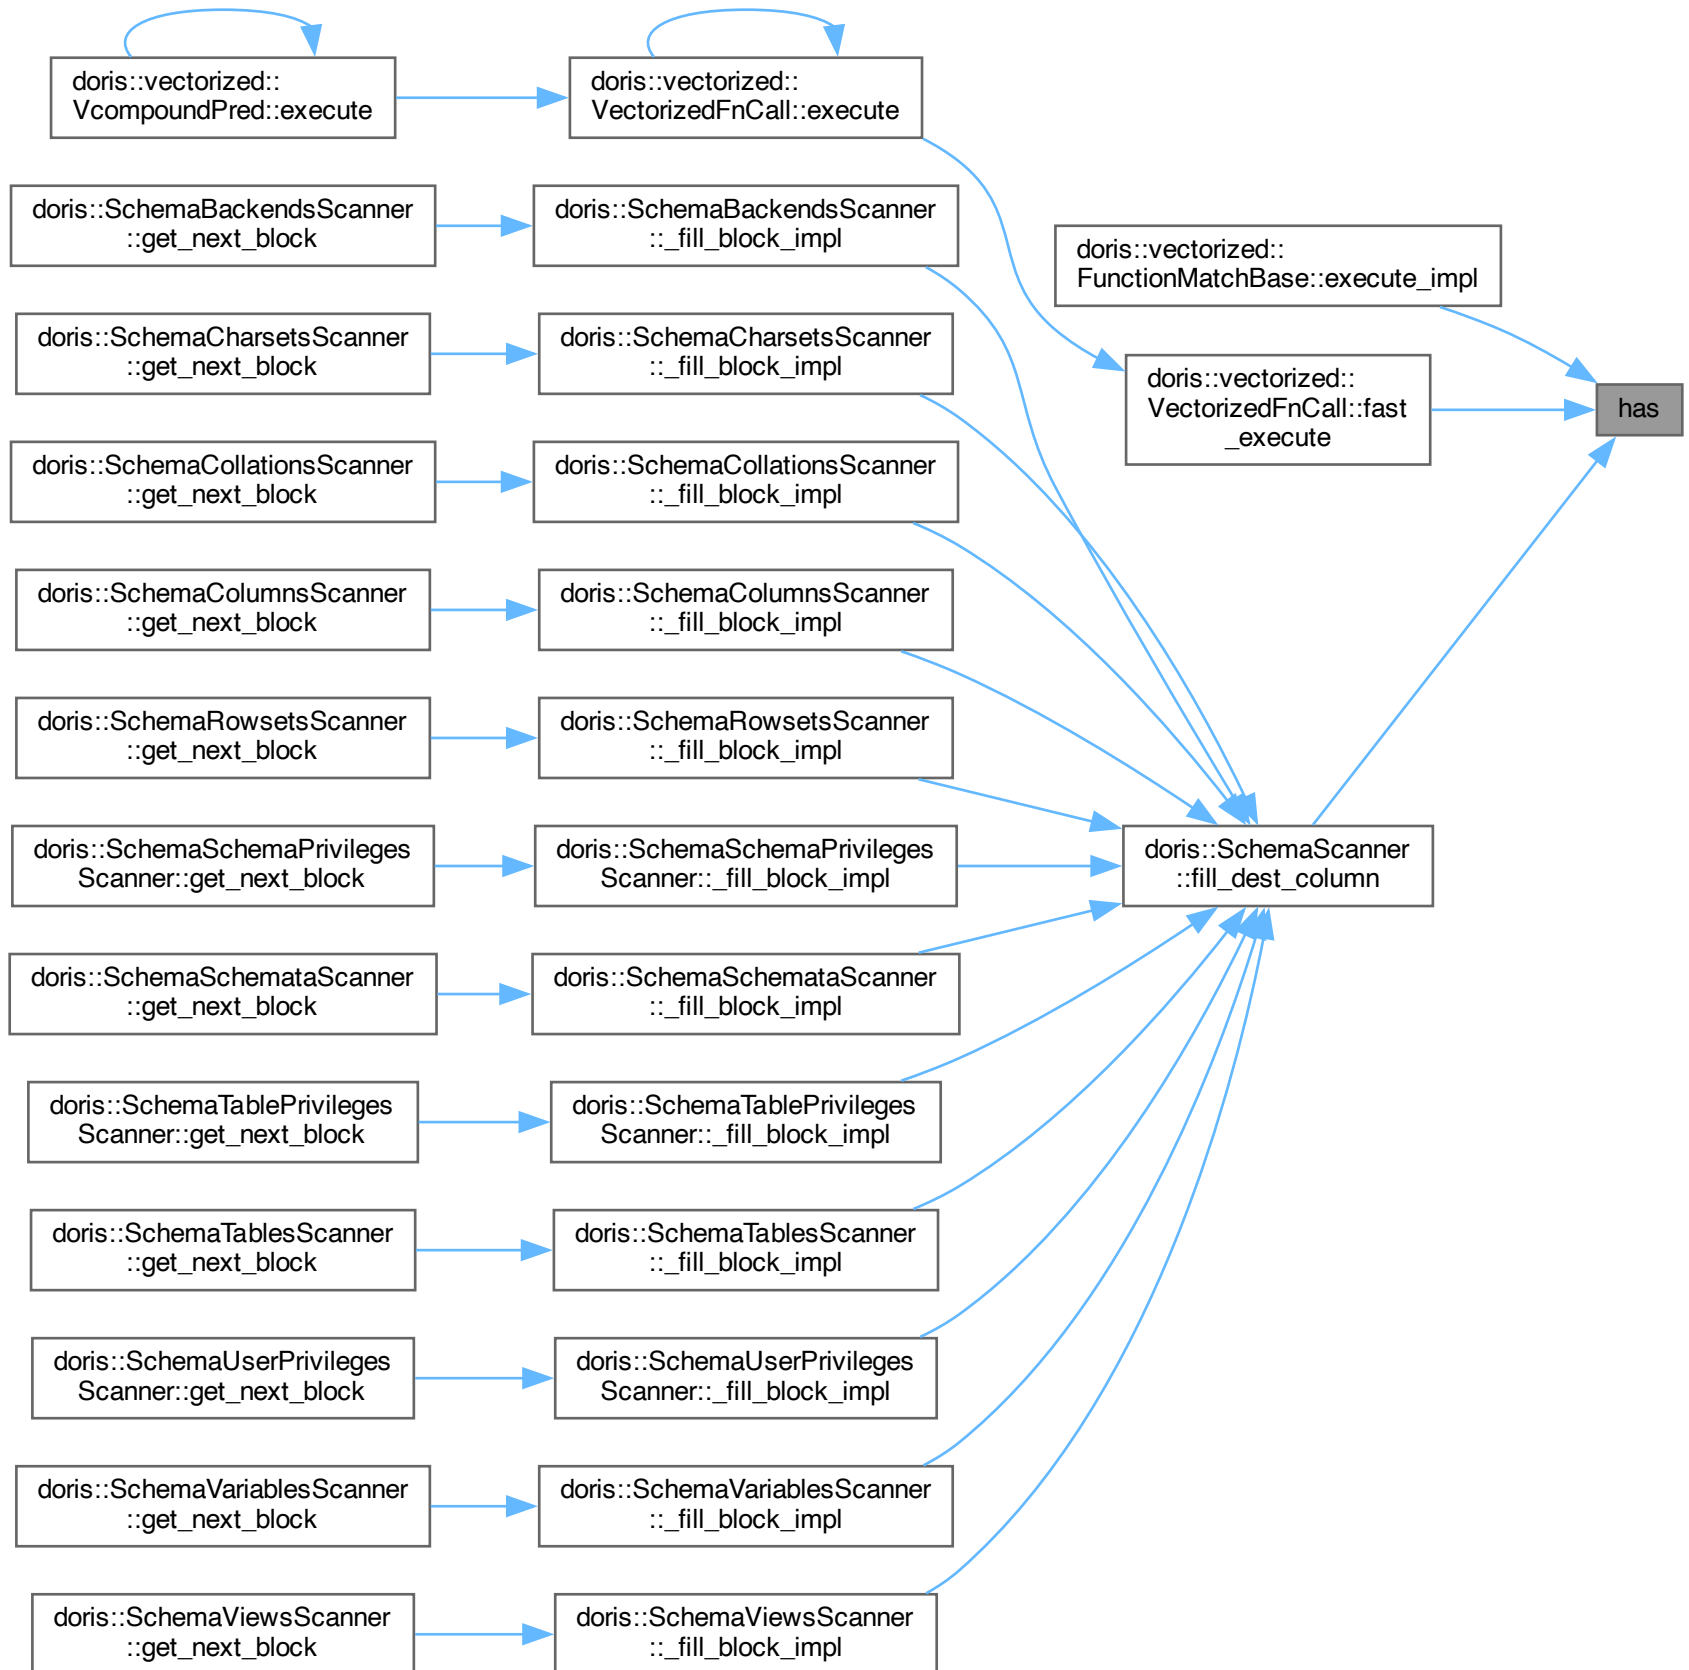 doris::vectorized::
VcompoundPred::execute
doris::vectorized::
VectorizedFnCall::execute
doris::SchemaBackendsScanner
::get_next_block
doris::SchemaBackendsScanner
::_fill_block_impl
doris::vectorized::
FunctionMatchBase::execute_impl
doris::SchemaCharsetsScanner
::get_next_block
doris::SchemaCharsetsScanner
::_fill_block_impl
doris::vectorized::
VectorizedFnCall::fast
_execute
has
doris::SchemaCollationsScanner
::get_next_block
doris::SchemaCollationsScanner
::_fill_block_impl
doris::SchemaColumnsScanner
::get_next_block
doris::SchemaColumnsScanner
::_fill_block_impl
doris::SchemaRowsetsScanner
::get_next_block
doris::SchemaRowsetsScanner
::_fill_block_impl
doris::SchemaSchemaPrivileges
Scanner::get_next_block
doris::SchemaSchemaPrivileges
Scanner::_fill_block_impl
doris::SchemaScanner
::fill_dest_column
doris::SchemaSchemataScanner
::get_next_block
doris::SchemaSchemataScanner
::_fill_block_impl
doris::SchemaTablePrivileges
Scanner::get_next_block
doris::SchemaTablePrivileges
Scanner::_fill_block_impl
doris::SchemaTablesScanner
::get_next_block
doris::SchemaTablesScanner
::_fill_block_impl
doris::SchemaUserPrivileges
Scanner::get_next_block
doris::SchemaUserPrivileges
Scanner::_fill_block_impl
doris::SchemaVariablesScanner
::get_next_block
doris::SchemaVariablesScanner
::_fill_block_impl
doris::SchemaViewsScanner
::get_next_block
doris::SchemaViewsScanner
::_fill_block_impl